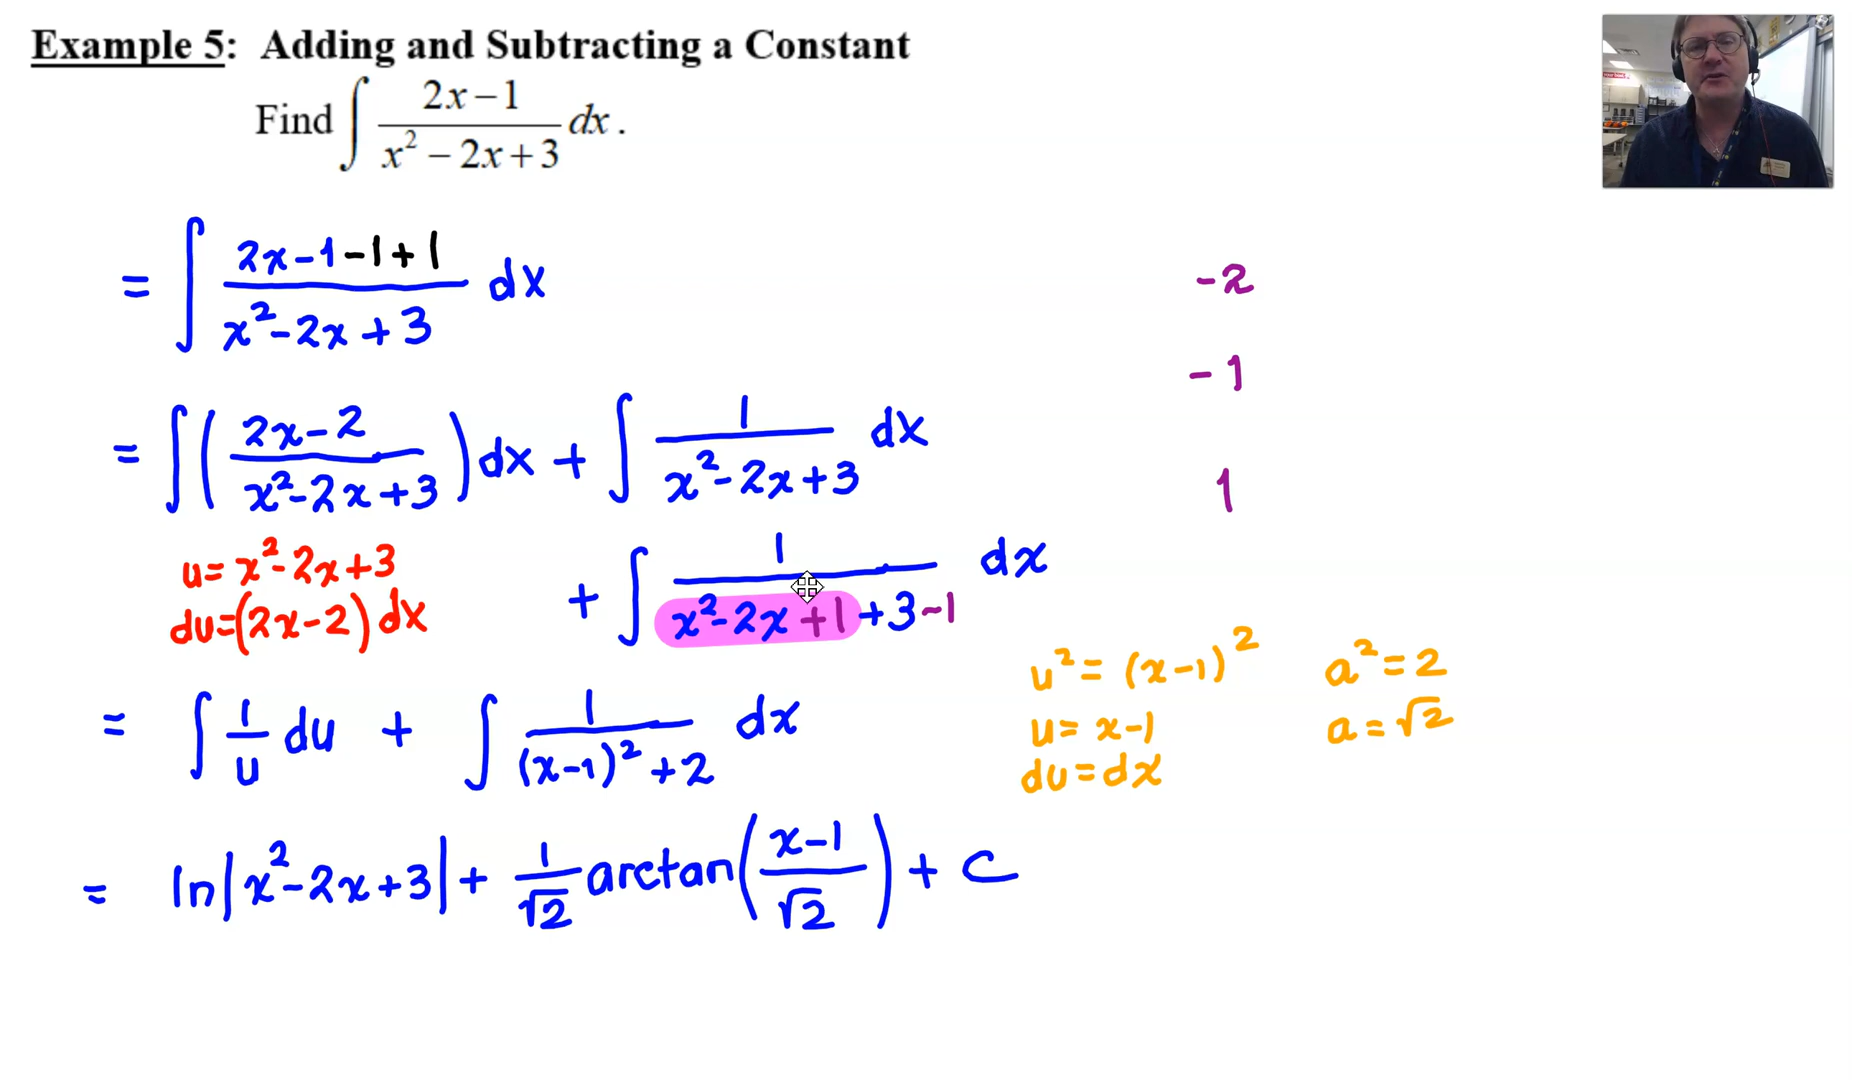 Example 5: Adding and Subtracting a Constant
Find ∫ (2x−1)/(x²−2x+3) dx.
= ∫ (2x−1−1+1)/(x²−2x+3) dx
-2
-1
1
= ∫ ((2x−2)/(x²−2x+3)) dx + ∫ 1/(x²−2x+3) dx
u=x²-2x+3
du=(2x-2)dx
+ ∫ 1/(x²-2x+1+3-1) dx
= ∫ 1/u du + ∫ 1/((x-1)²+2) dx
u²=(x-1)² a²=2
u=x-1 a=√2
du=dx
= ln|x²-2x+3| + 1/√2 arctan((x-1)/√2) + C